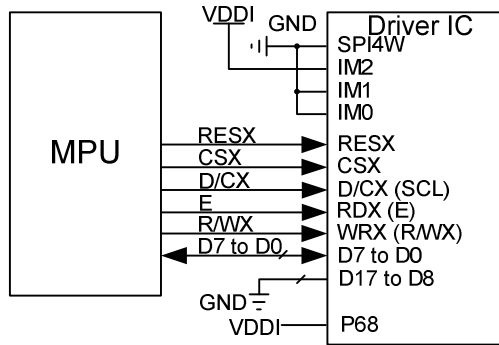 VDDI
GND
Driver IC
SPI4W
IM2
IM1
IM0
MPU
RESX
RESX
CSX
CSX
D/CX
D/CX (SCL)
E
RDX (E)
R/WX
WRX (R/WX)
D7 to D0
D7 to D0
D17 to D8
GND
VDDI
P68